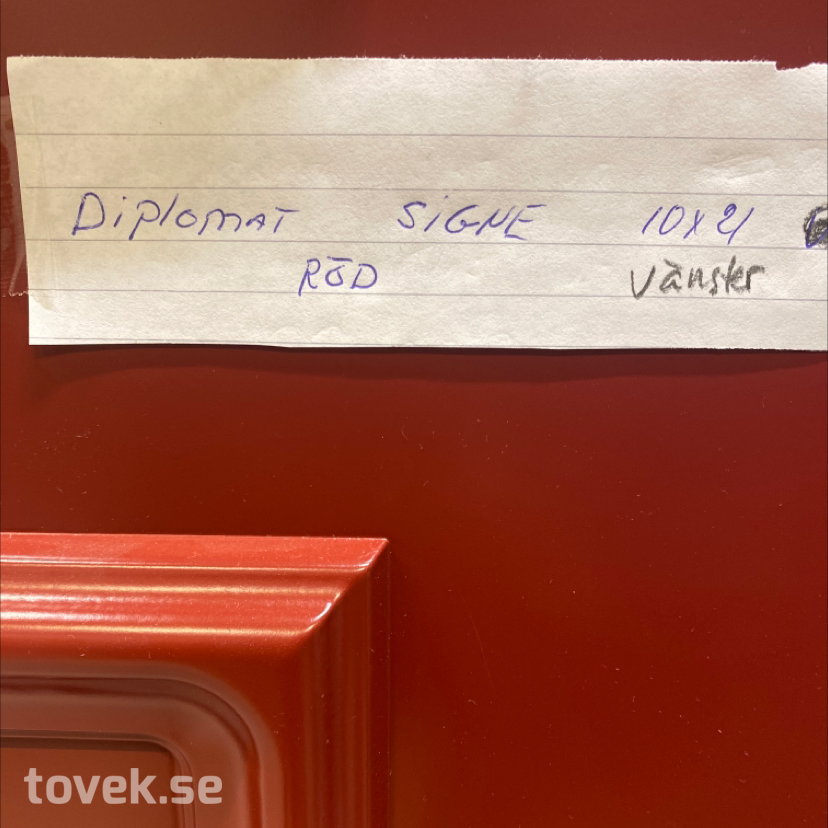 Diplomat SiGNE 10x21
RÖD Vänster
tovek.se